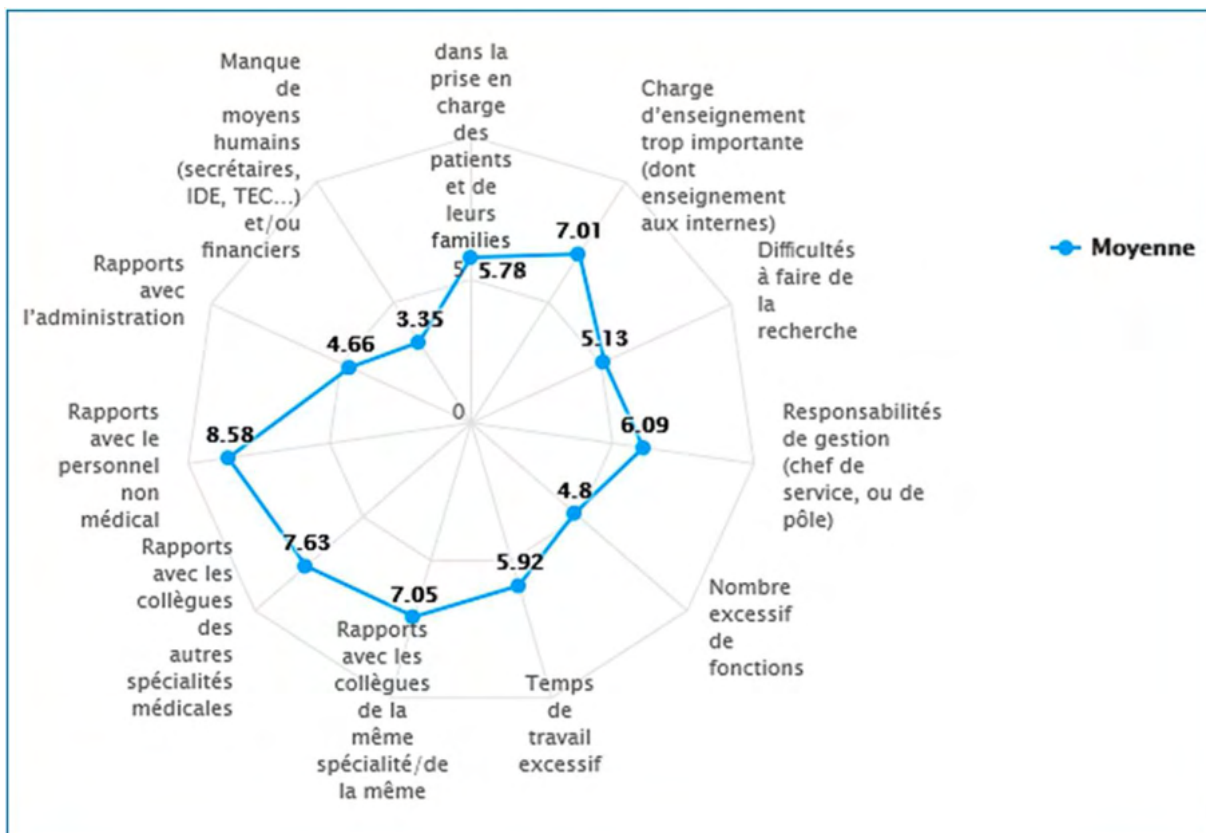 dans la
prise en
charge
des
patients
et de
leurs
familles
5.78
Charge
d'enseignement
trop importante
(dont
enseignement
aux internes)
7.01
Difficultés
à faire de
la
recherche
5.13
Responsabilités
de gestion
(chef de
service, ou de
pôle)
6.09
Nombre
excessif
de
fonctions
4.8
Temps
de
travail
excessif
5.92
Rapports
avec les
collègues
de la
même
spécialité/de
la même
7.05
Rapports
avec les
collègues
des
autres
spécialités
médicales
7.63
Rapports
avec le
personnel
non
médical
8.58
Rapports
avec
l'administration
4.66
Manque
de
moyens
humains
(secrétaires,
IDE, TEC...)
et/ou
financiers
3.35
5
0
Moyenne